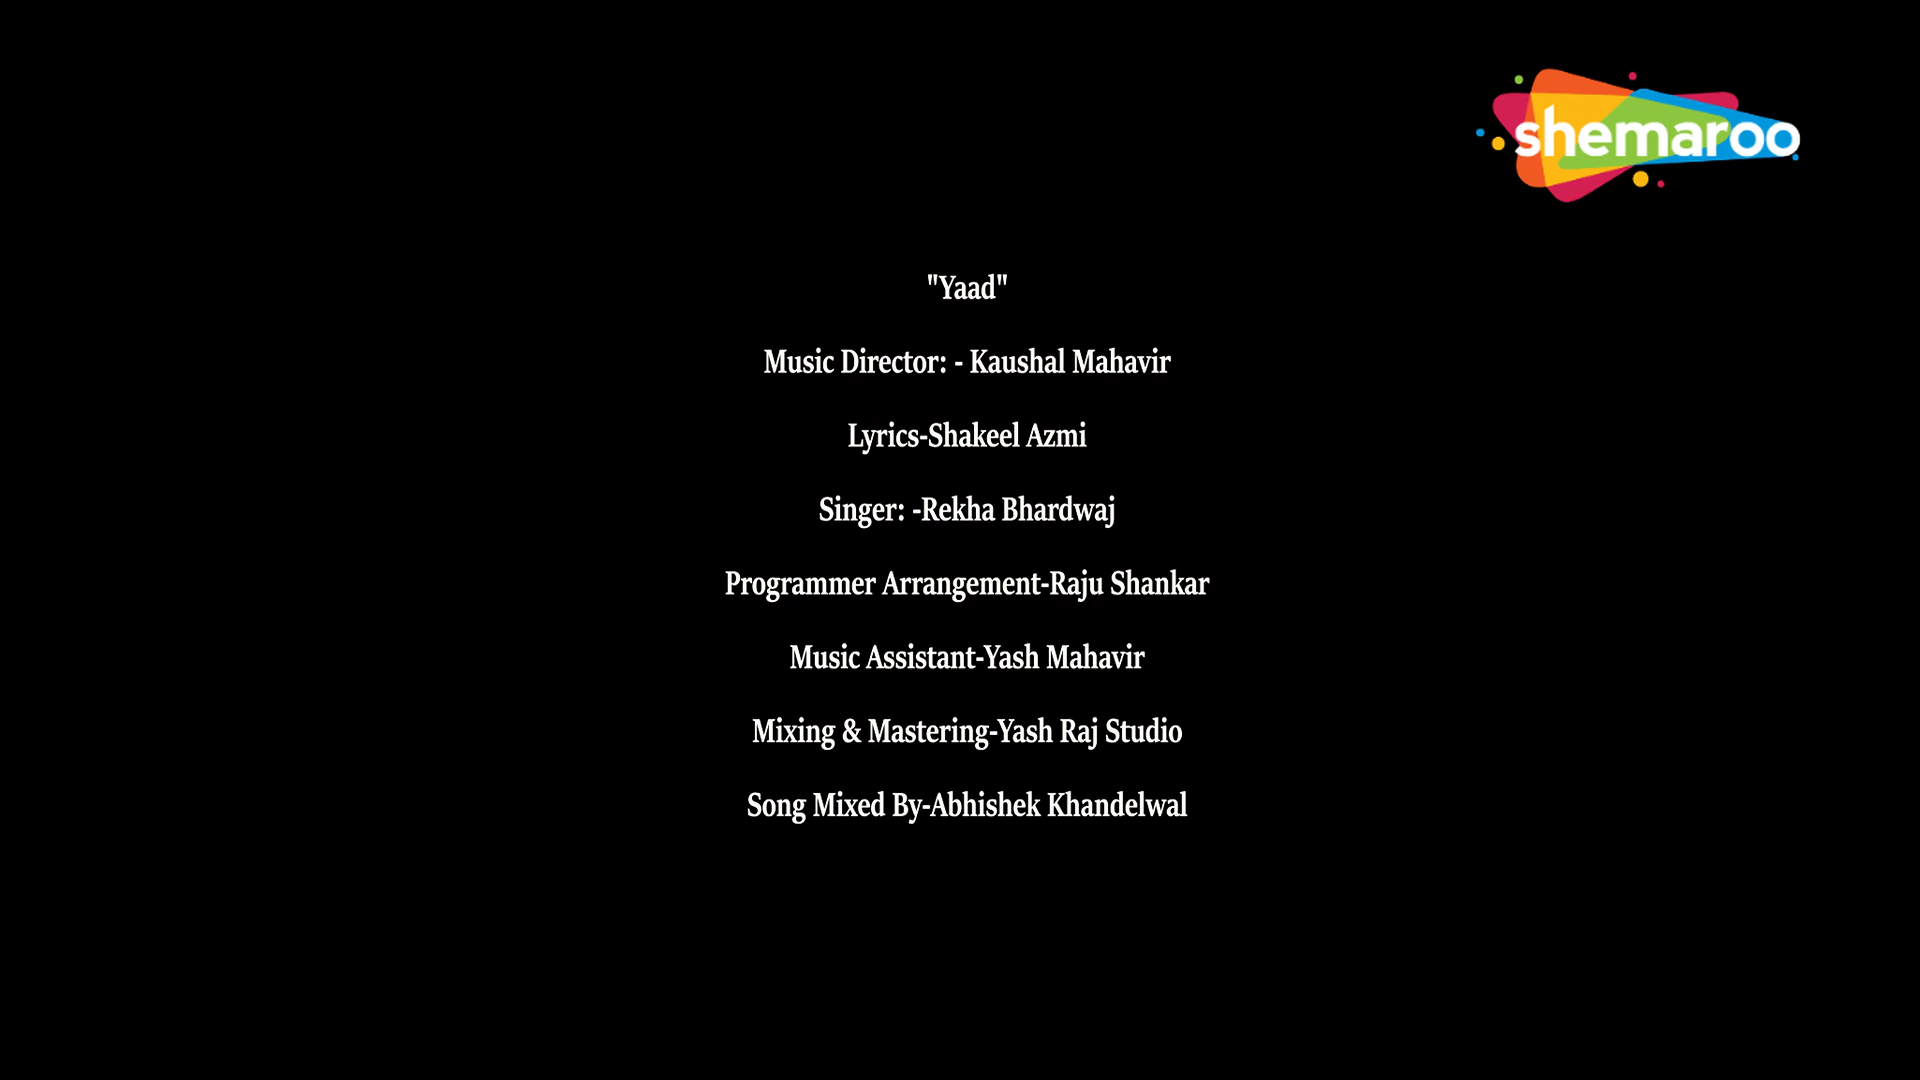 shemaroo
"Yaad"
Music Director: - Kaushal Mahavir
Lyrics-Shakeel Azmi
Singer: -Rekha Bhardwaj
Programmer Arrangement-Raju Shankar
Music Assistant-Yash Mahavir
Mixing & Mastering-Yash Raj Studio
Song Mixed By-Abhishek Khandelwal